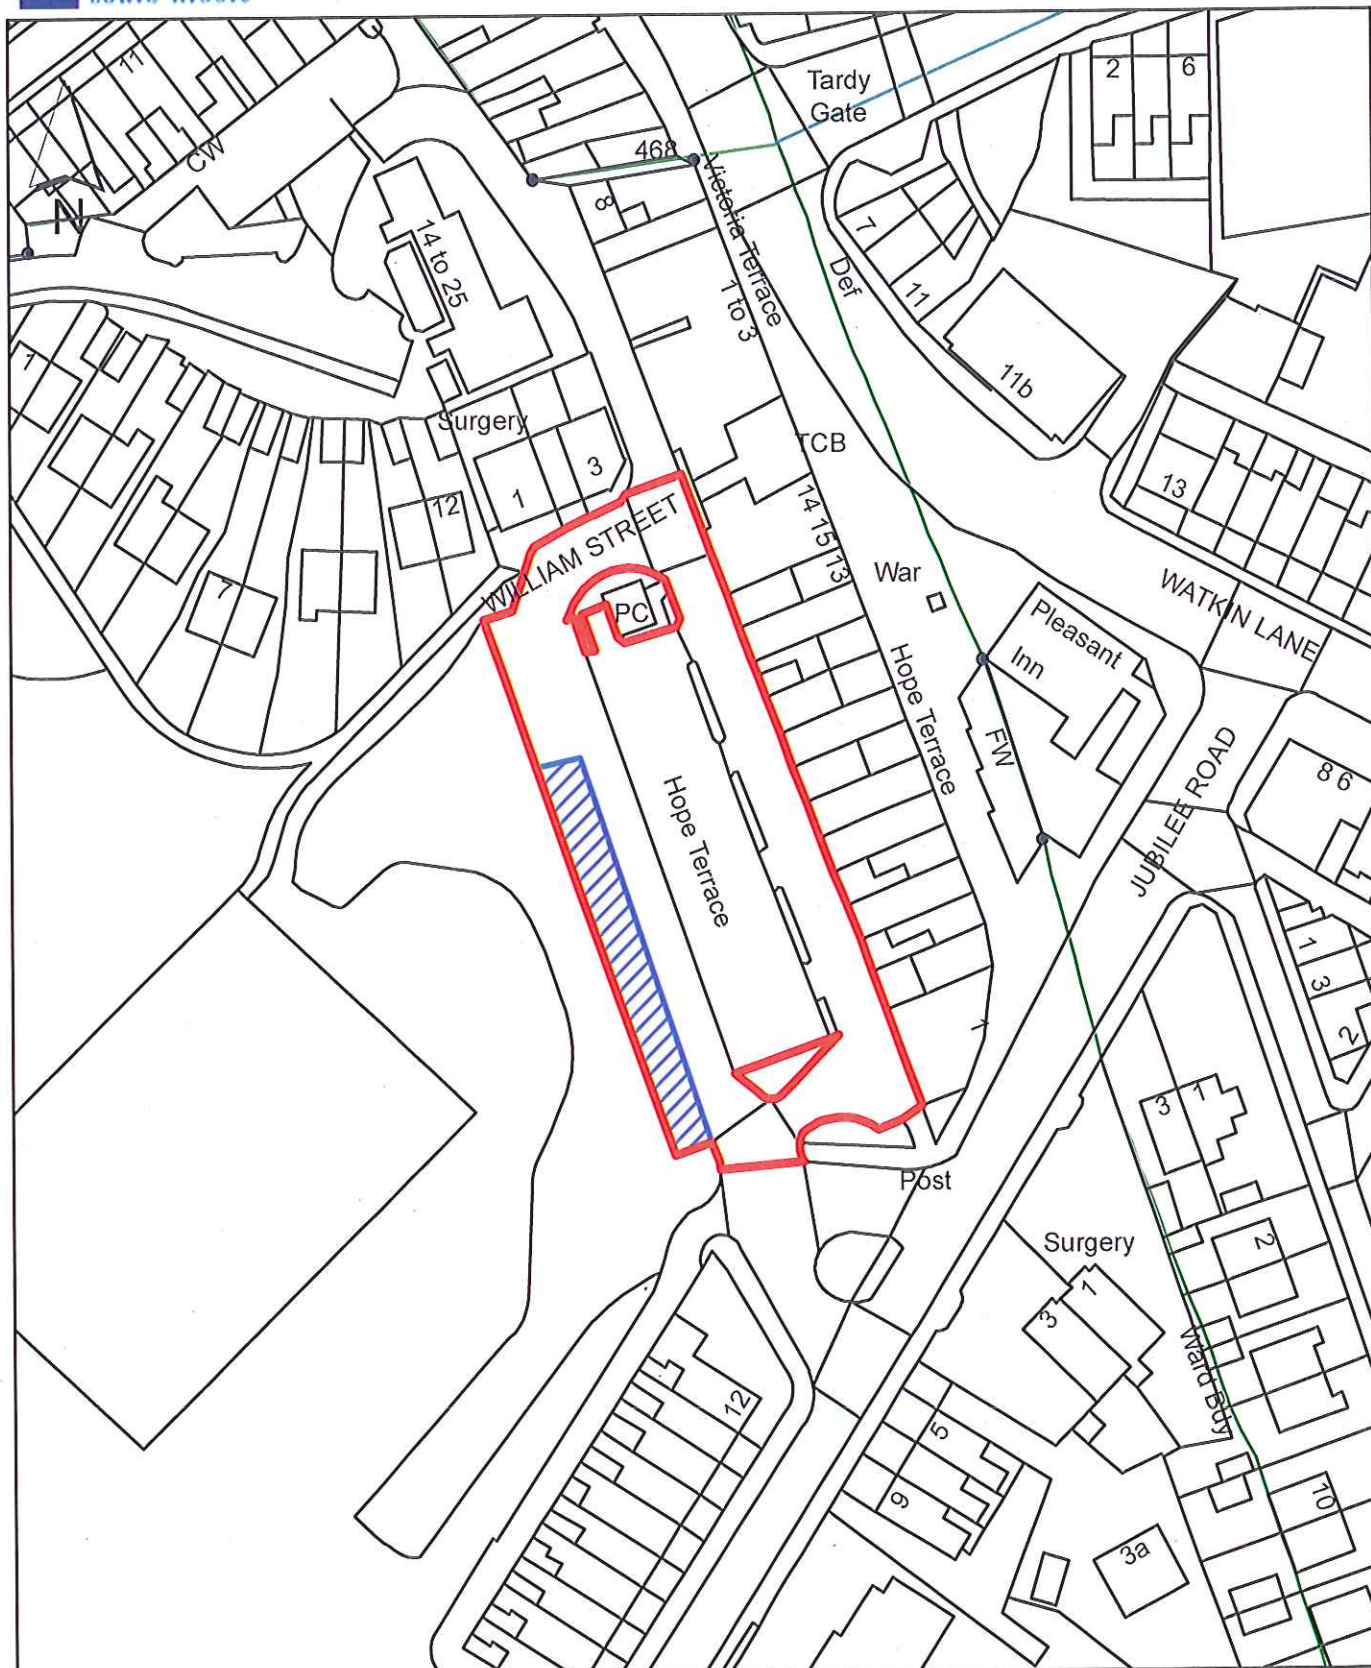 11
CW
N
14 to 25
468
8
Victoria Terrace
1 to 3
Tardy
Gate
2
6
7
11
Def
11b
1
Surgery
1
3
12
7
WILLIAM STREET
PC
TCB
14
15
13
War
13
WATKIN LANE
Pleasant
Inn
Hope Terrace
FW
Hope Terrace
JUBILEE ROAD
8 6
1
3
2
1
3
1
Post
Surgery
1
3
2
Ward Bdy
12
5
9
3a
10